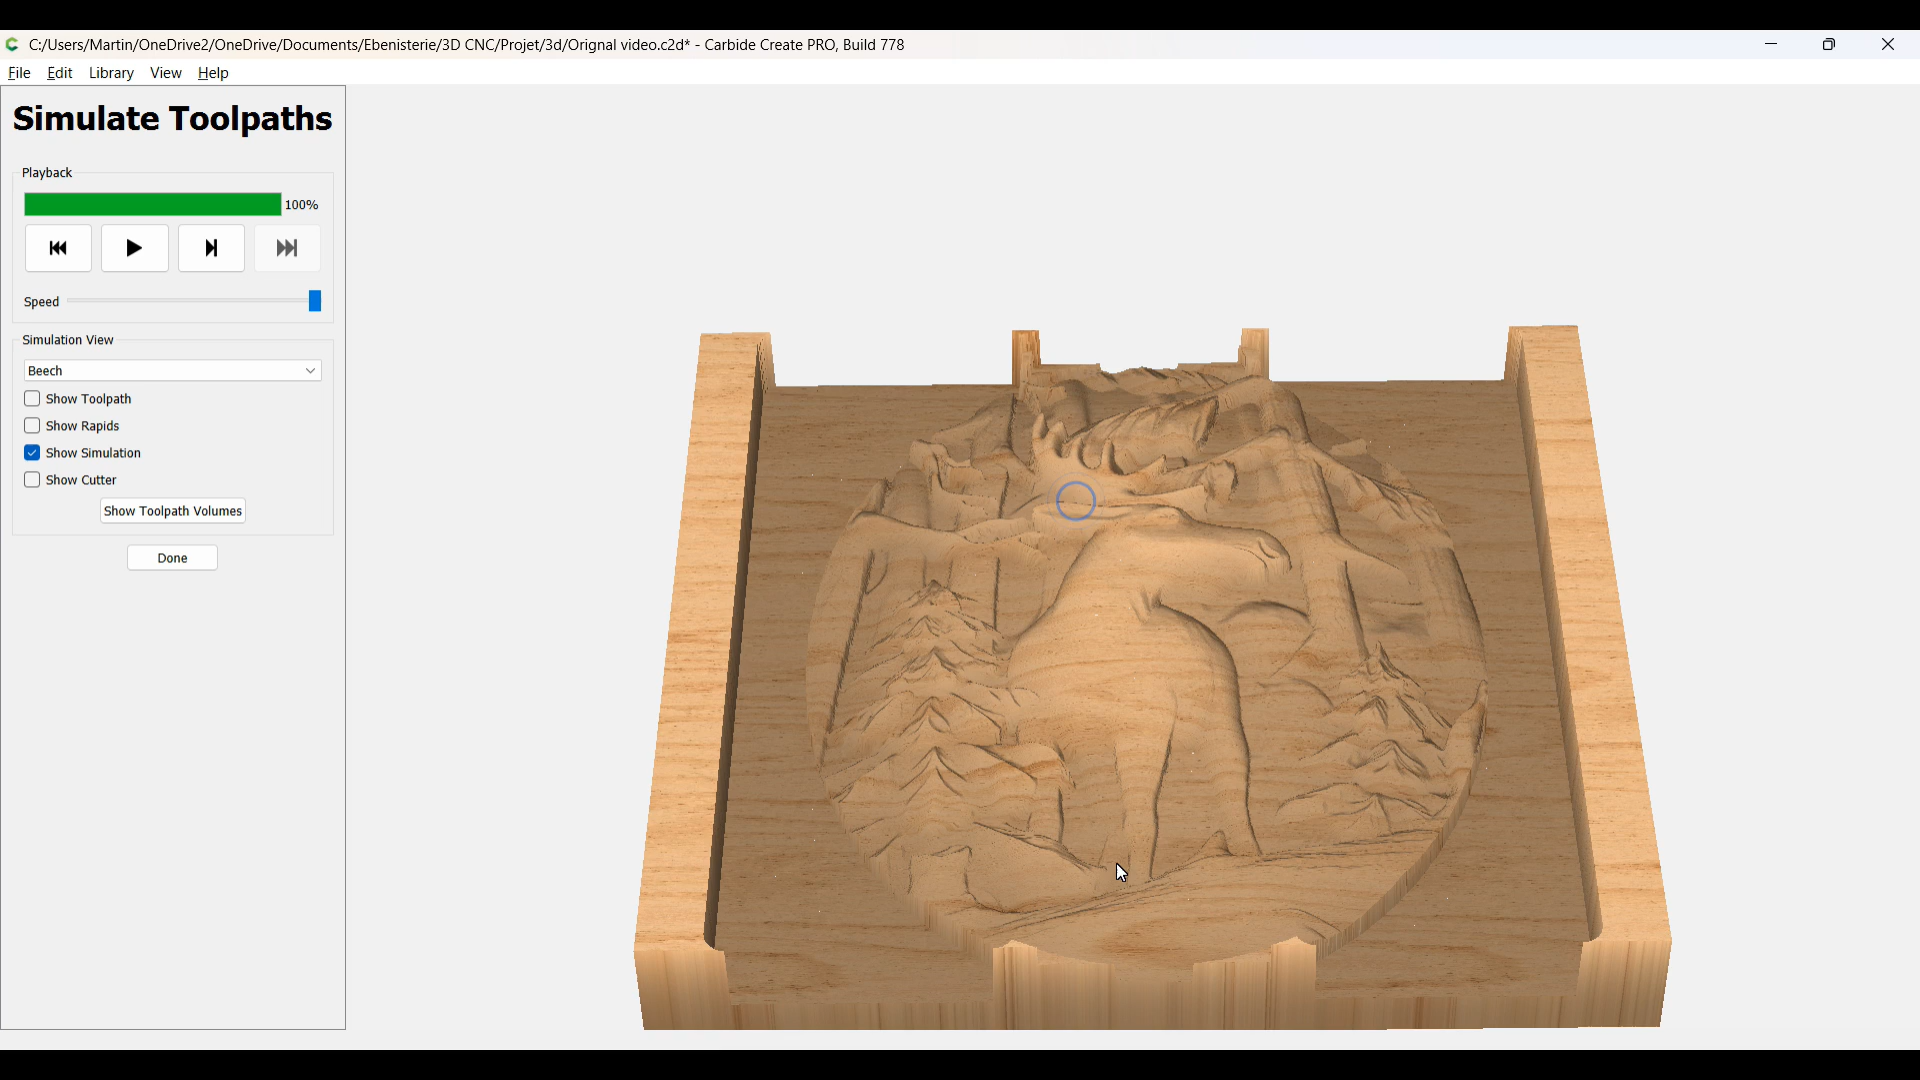 C:/Users/Martin/OneDrive2/OneDrive/Documents/Ebenisterie/3D CNC/Projet/3d/Orignal video.c2d* - Carbide Create PRO, Build 778
File Edit Library View Help
Simulate Toolpaths
Playback
100%
Speed
Simulation View
Beech
Show Toolpath
Show Rapids
Show Simulation
Show Cutter
Show Toolpath Volumes
Done